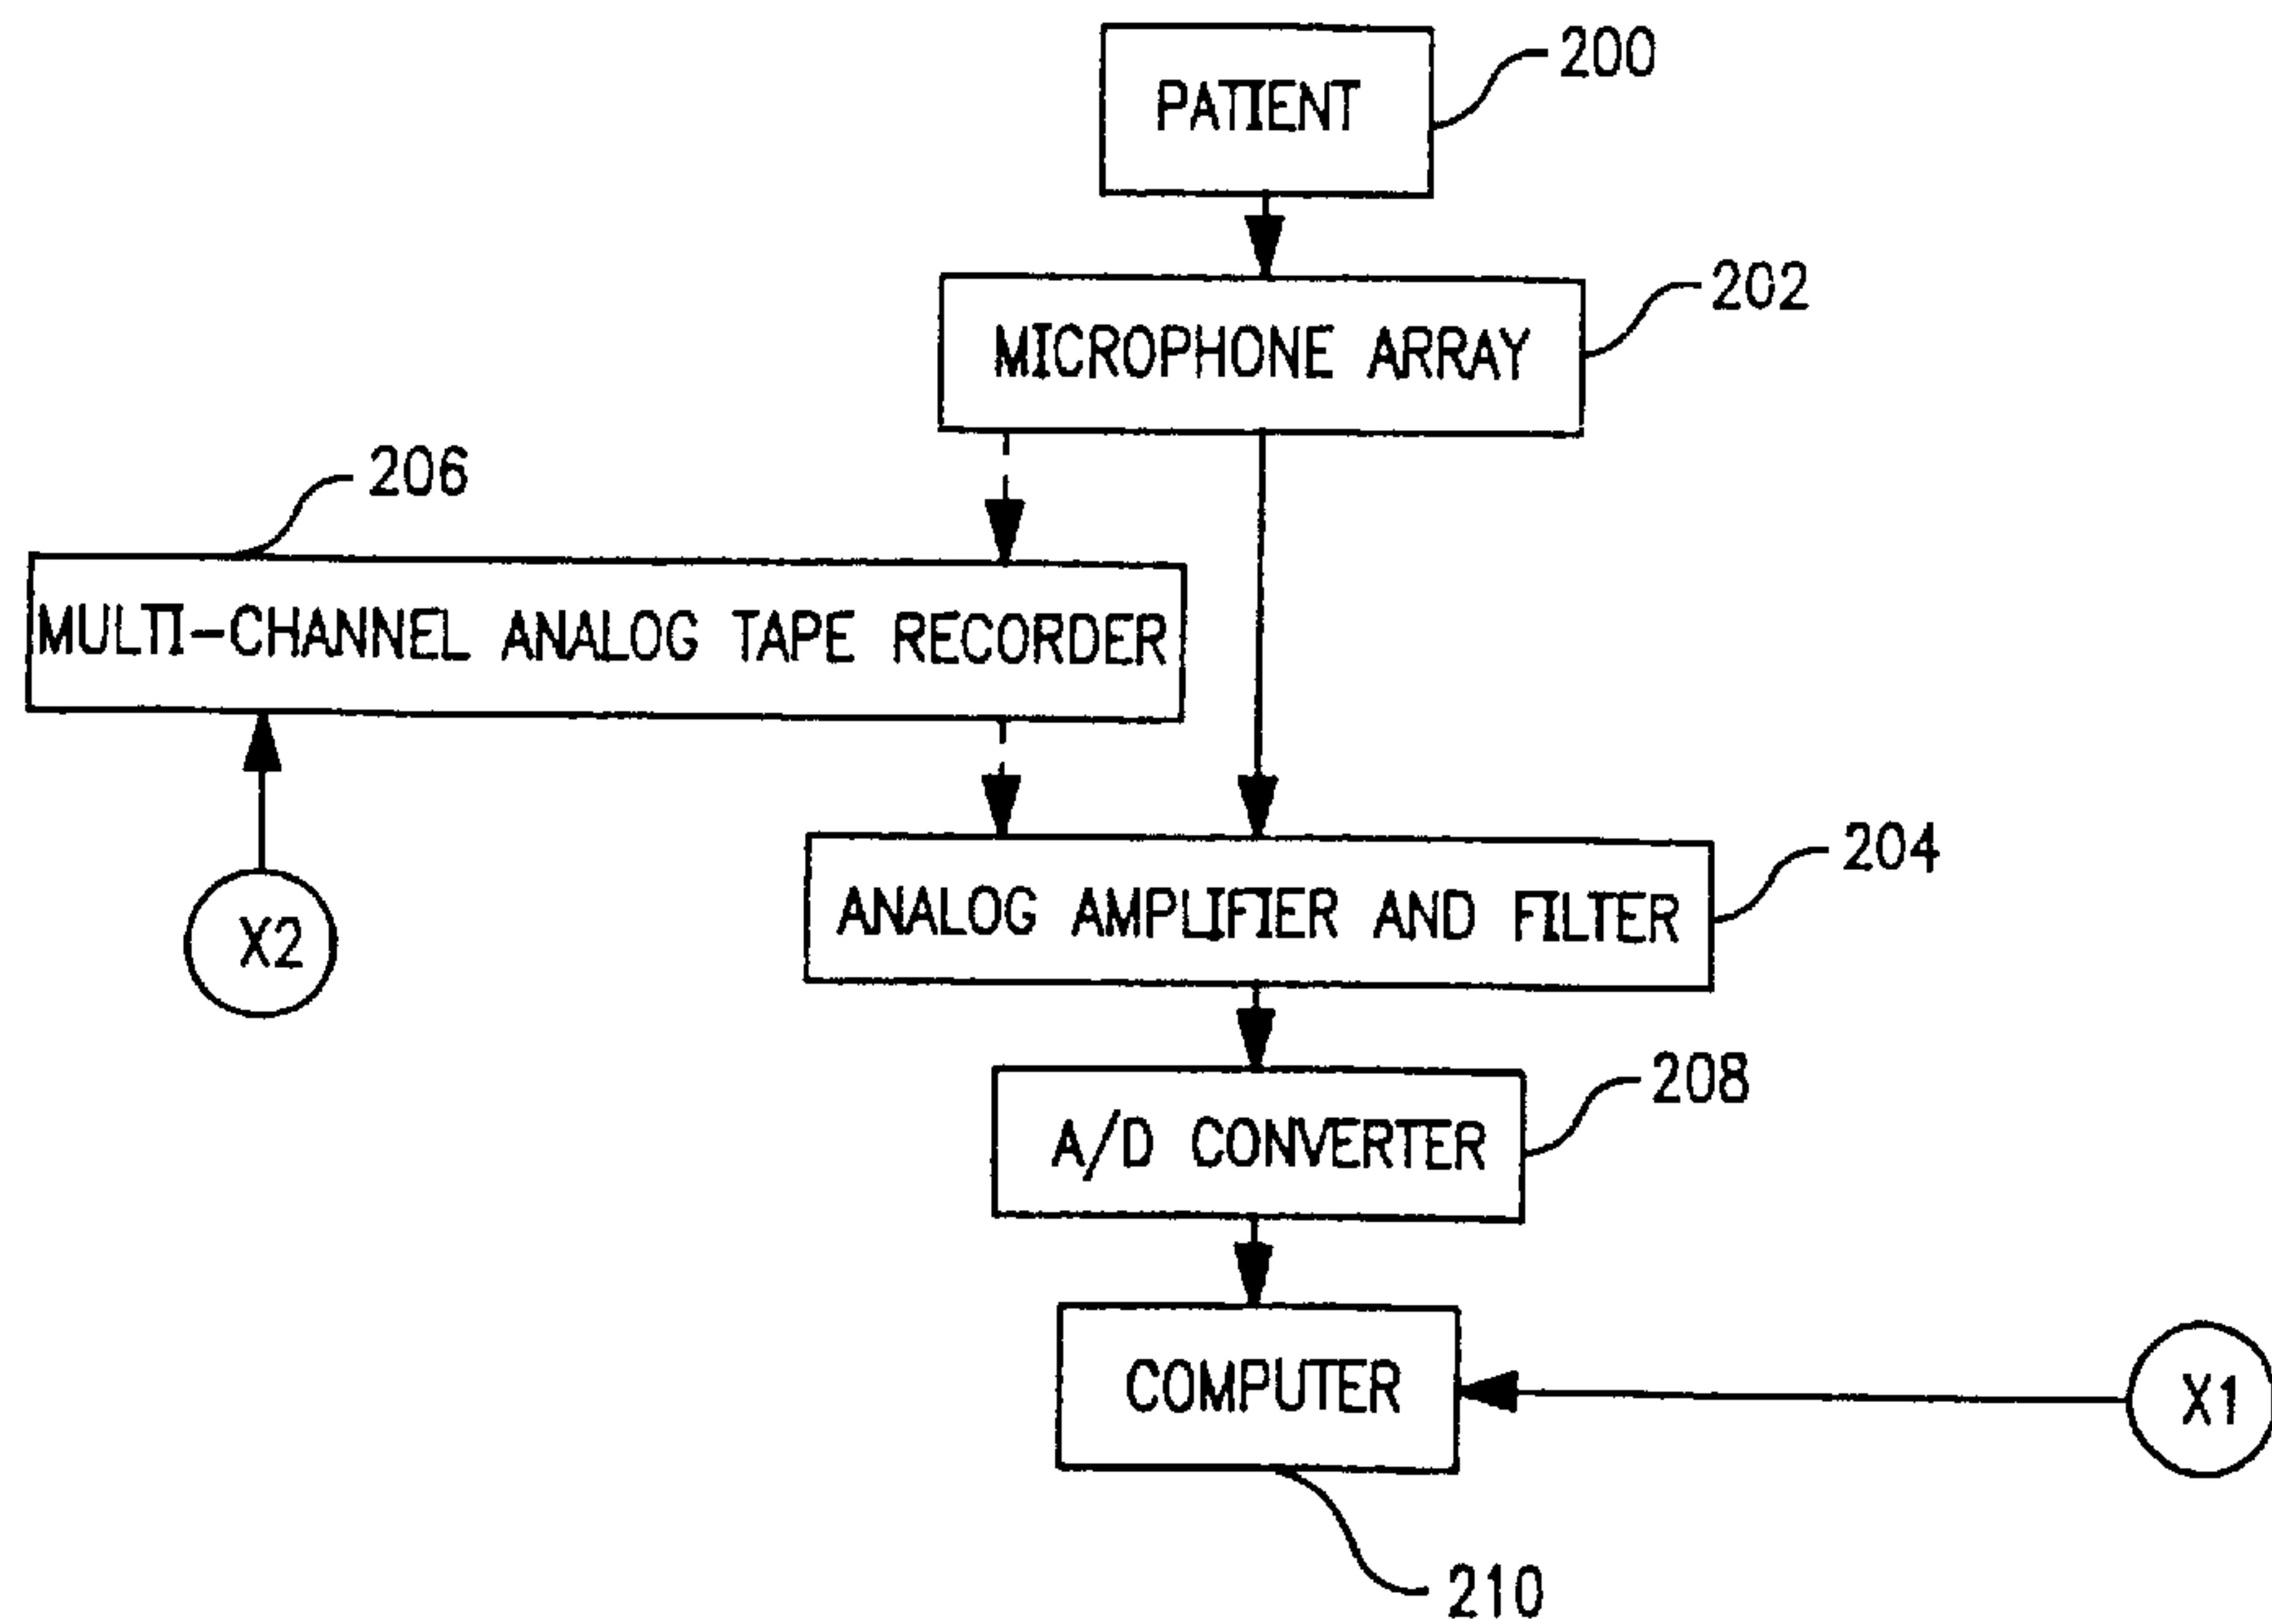 PATIENT
200
MICROPHONE ARRAY
202
206
MULTI-CHANNEL ANALOG TAPE RECORDER
204
ANALOG AMPLIFIER AND FILTER
X2
208
A/D CONVERTER
COMPUTER
X1
210